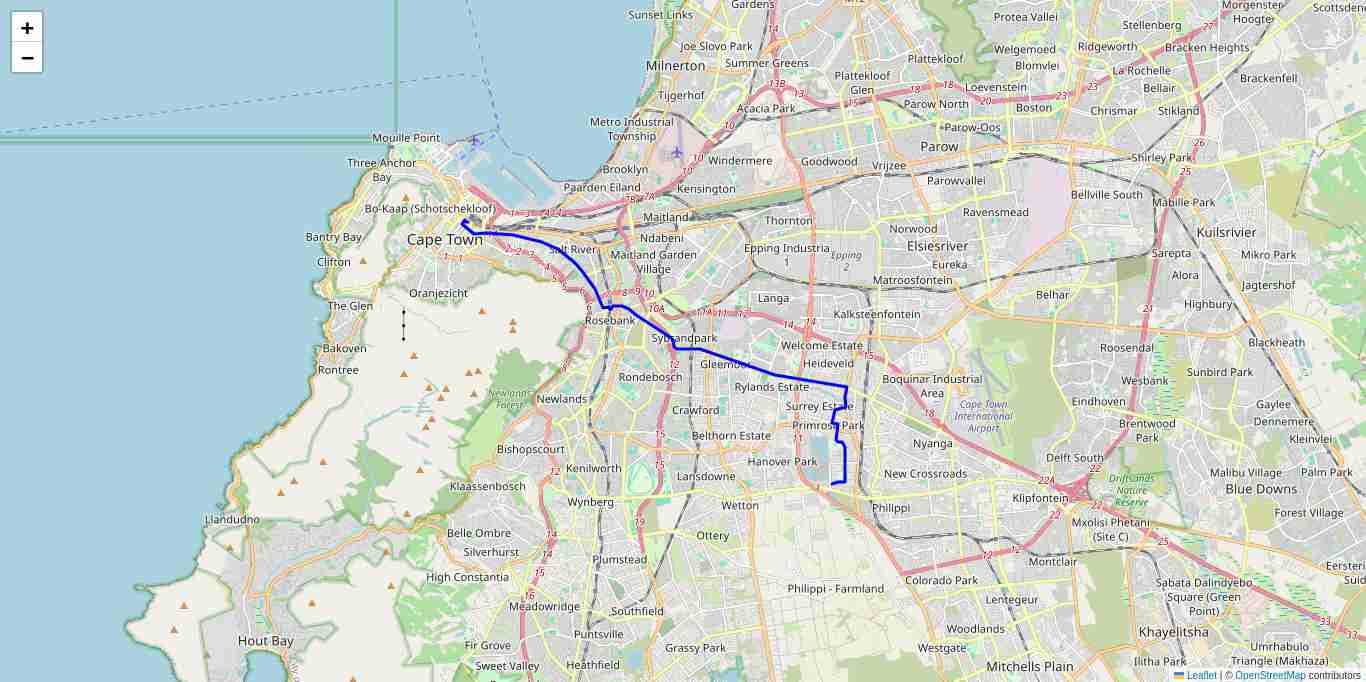 +
−
Sunset Links
Gardens
M12
Protea Vallei
Morgenster
Hoogte
Scottsdene
Stellenberg
Joe Slovo Park
Summer Greens
Milnerton
Plattekloof
Welgemoed
Ridgeworth
Bracken Heights
Blomvlei
La Rochelle
Plattekloof
Glen
Brackenfell
Tijgerhof
Loevenstein
Bellair
Acacia Park
Parow North
Boston
Chrismar
Stikland
Metro Industrial
Township
Parow-Oos
Mouille Point
Parow
Three Anchor
Bay
Windermere
Goodwood
Vrijzee
Shirley Park
Brooklyn
Parowvallei
Paarden Eiland
Kensington
Bellville South
Mabille Park
Bo-Kaap (Schotschekloof)
Maitland
Thornton
Ravensmead
Bantry Bay
Cape Town
Ndabeni
Norwood
Kuilsrivier
Salt River
Epping Industria
1
Elsiesriver
Clifton
Maitland Garden
Village
Epping
2
Eureka
Sarepta
Mikro Park
Matroosfontein
Alora
Oranjezicht
Langa
Belhar
Jagtershof
The Glen
Kalksteenfontein
Highbury
Rosebank
Sybrandpark
Welcome Estate
Blackheath
Bakoven
Roosendal
Rontree
Gleemoor
Heideveld
Rondebosch
Rylands Estate
Boquinar Industrial
Area
Wesbank
Sunbird Park
Newlands
Forest
Newlands
Crawford
Surrey Estate
Cape Town
International
Airport
Eindhoven
Gaylee
Primrose Park
Brentwood
Park
Dennemere
Belthorn Estate
Nyanga
Kleinvlei
Bishopscourt
Hanover Park
Delft South
Kenilworth
Lansdowne
New Crossroads
Malibu Village
Palm Park
Klaassenbosch
Driftsands
Nature
Reserve
Blue Downs
Wynberg
Wetton
Philippi
Klipfontein
Llandudno
Forest Village
Belle Ombre
Ottery
Mxolisi Phetani
(Site C)
Silverhurst
Plumstead
Montclair
Eersterivier
High Constantia
Philippi - Farmland
Colorado Park
Sabata Dalindyebo
Square (Green
Point)
Meadowridge
Southfield
Lentegeur
Hout Bay
Puntsville
Woodlands
Khayelitsha
Fir Grove
Grassy Park
Westgate
Umrhabulo
Triangle (Makhaza)
Sweet Valley
Heathfield
Mitchells Plain
Ilitha Park
Leaflet | © OpenStreetMap contributors